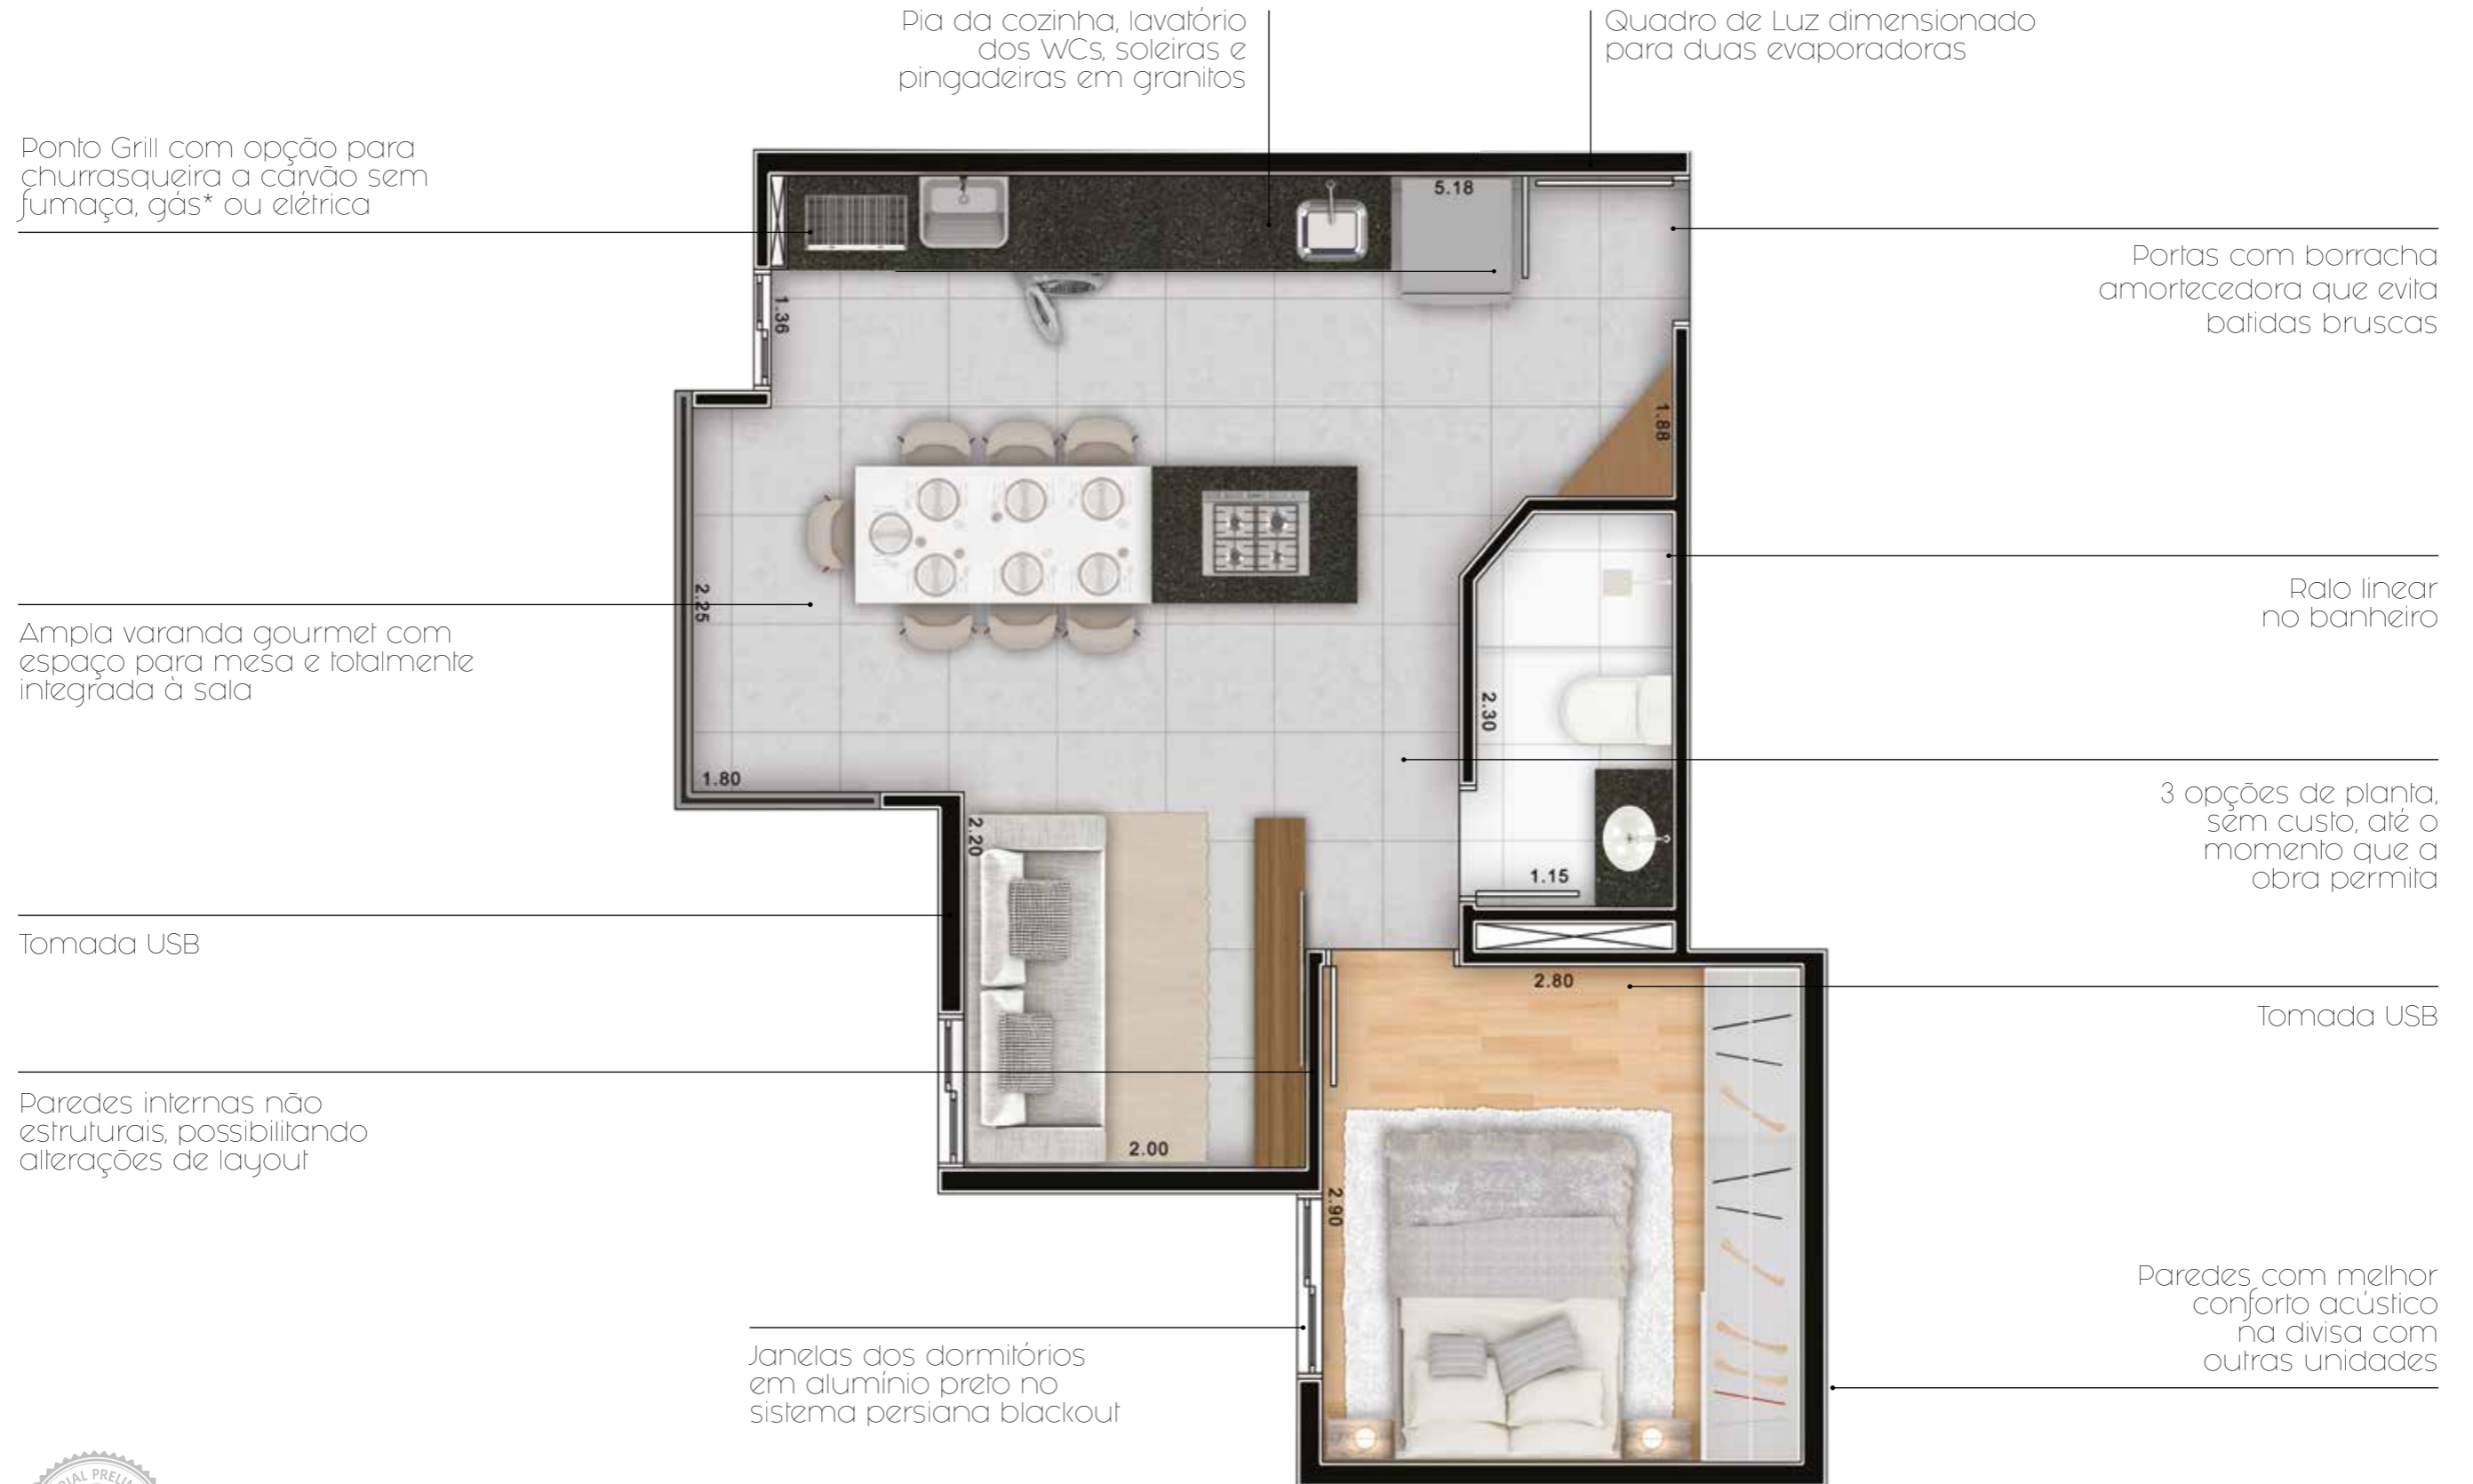 Pia da cozinha, lavatório
dos WCs, soleiras e
pingadeiras em granitos
Quadro de Luz dimensionado
para duas evaporadoras
Ponto Grill com opção para
churrasqueira a carvão sem
fumaça, gás* ou elétrica
5.18
Portas com borracha
amortecedora que evita
batidas bruscas
1.36
1.88
Ralo linear
no banheiro
2.25
Ampla varanda gourmet com
espaço para mesa e totalmente
integrada à sala
2.30
1.80
3 opções de planta,
sem custo, até o
momento que a
obra permita
2.20
1.15
Tomada USB
2.80
Tomada USB
Paredes internas não
estruturais, possibilitando
alterações de layout
2.00
2.90
Paredes com melhor
conforto acústico
na divisa com
outras unidades
Janelas dos dormitórios
em alumínio preto no
sistema persiana blackout